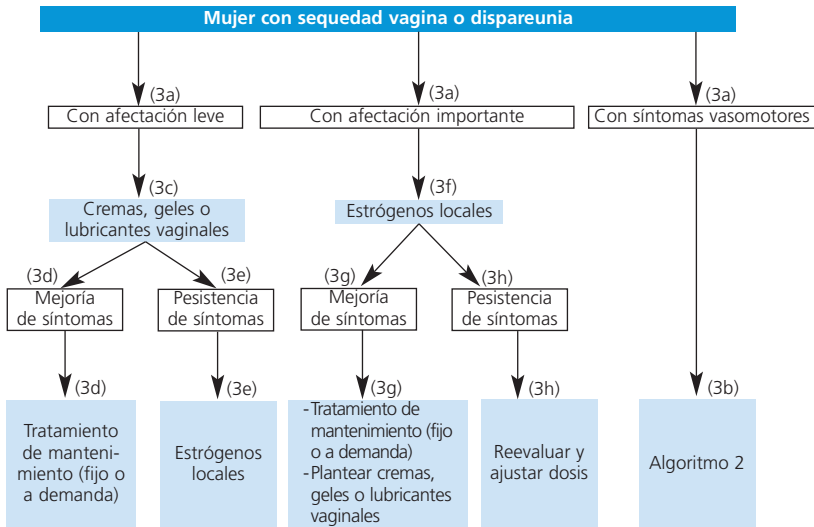 Mujer con sequedad vagina o dispareunia
(3a)
Con afectación leve
(3a)
Con afectación importante
(3a)
Con síntomas vasomotores
(3c)
Cremas, geles o
lubricantes vaginales
(3f)
Estrógenos locales
(3d)
Mejoría
de síntomas
(3e)
Pesistencia
de síntomas
(3g)
Mejoría
de síntomas
(3h)
Pesistencia
de síntomas
(3d)
Tratamiento
de manteni-
miento (fijo o
a demanda)
(3e)
Estrógenos
locales
(3g)
-Tratamiento de
mantenimiento (fijo
o a demanda)
-Plantear cremas,
geles o lubricantes
vaginales
(3h)
Reevaluar y
ajustar dosis
(3b)
Algoritmo 2